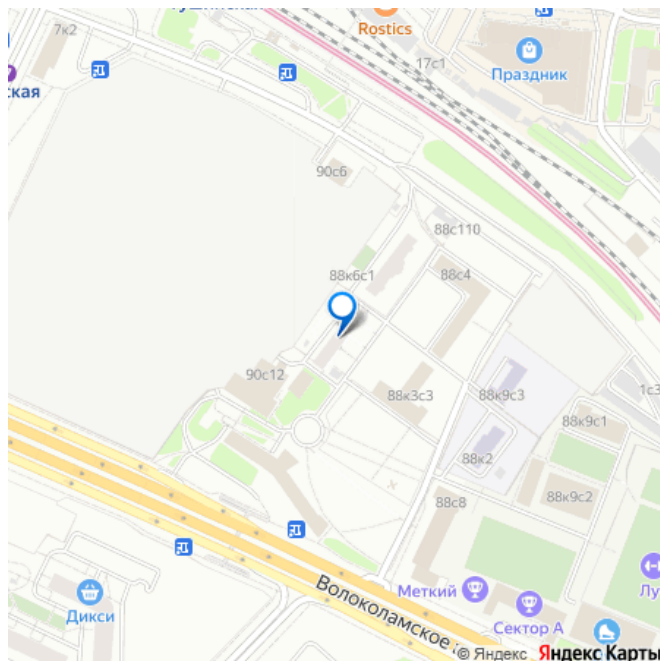 7к2
Rostics
17с1
Праздник
ская
90с6
88с110
88к6с1
88с4
90с12
88к3с3
88к9с3
1с3
88к9с1
88к2
88к9с2
88с8
Меткий
Лу
Волоколамское
Дикси
Сектор А
© Яндекс Яндекс Карты